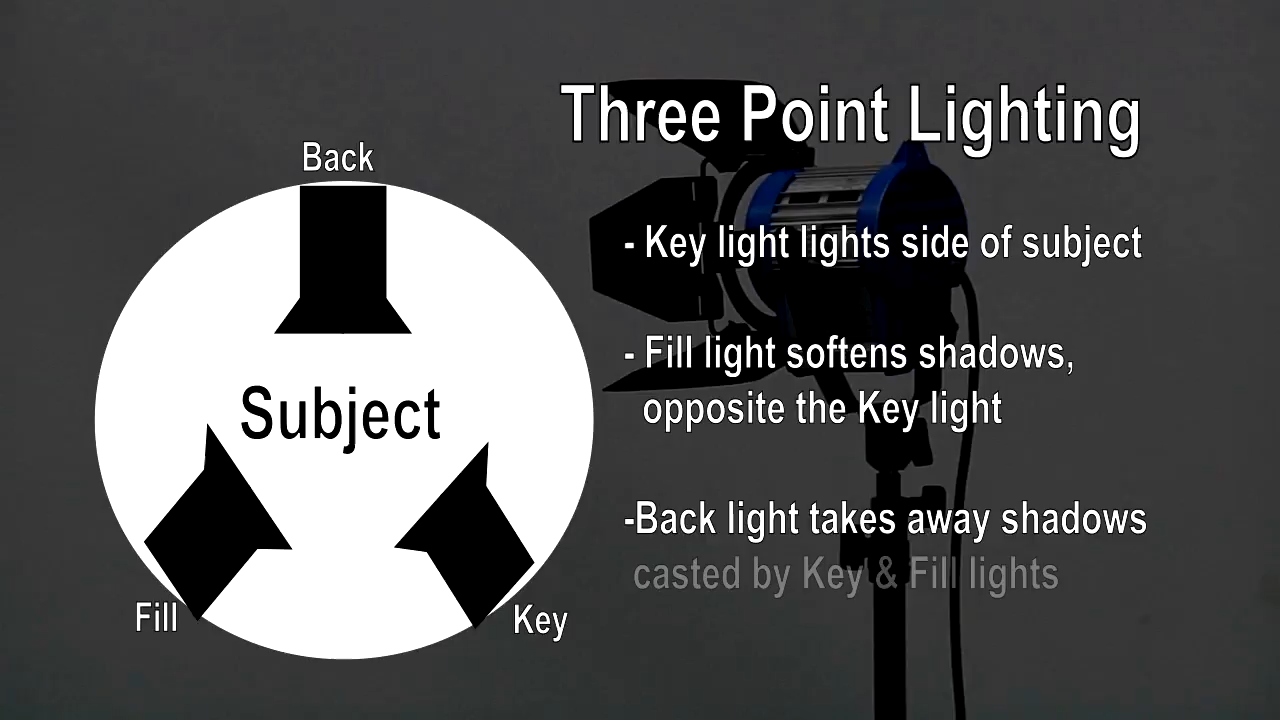 Three Point Lighting
Back
- Key light lights side of subject
- Fill light softens shadows,
opposite the Key light
Subject
-Back light takes away shadows
casted by Key & Fill lights
Fill
Key